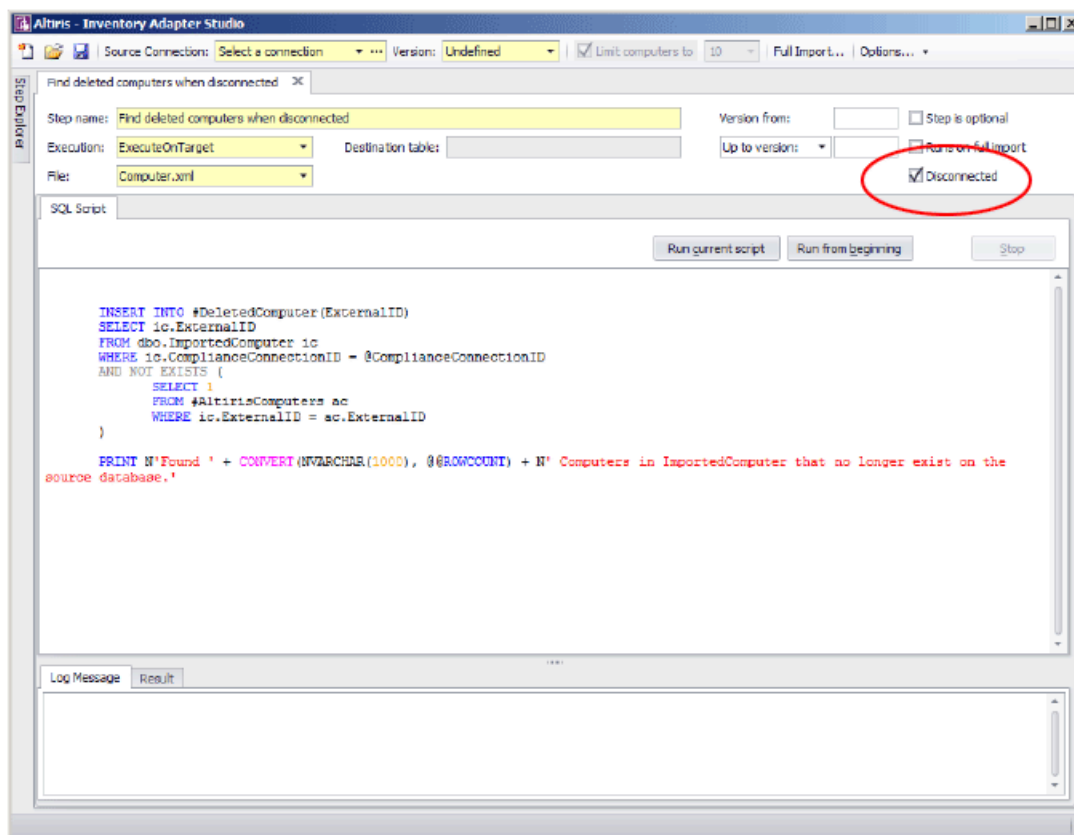 Altiris - Inventory Adapter Studio
Source Connection: Select a connection Version: Undefined Limit computers to 10 Full Import... Options...
Step Explorer
Find deleted computers when disconnected
Step name: Find deleted computers when disconnected Version from: Step is optional
Execution: ExecuteOnTarget Destination table: Up to version: Runs on full import
File: Computer.xml Disconnected
SQL Script
Run current script Run from beginning Stop
INSERT INTO #DeletedComputer(ExternalID)
SELECT ic.ExternalID
FROM dbo.ImportedComputer ic
WHERE ic.ComplianceConnectionID = @ComplianceConnectionID
AND NOT EXISTS (
SELECT 1
FROM #AltirisComputers ac
WHERE ic.ExternalID = ac.ExternalID
)
PRINT N'Found ' + CONVERT(NVARCHAR(1000), @@ROWCOUNT) + N' Computers in ImportedComputer that no longer exist on the
source database.'
Log Message Result